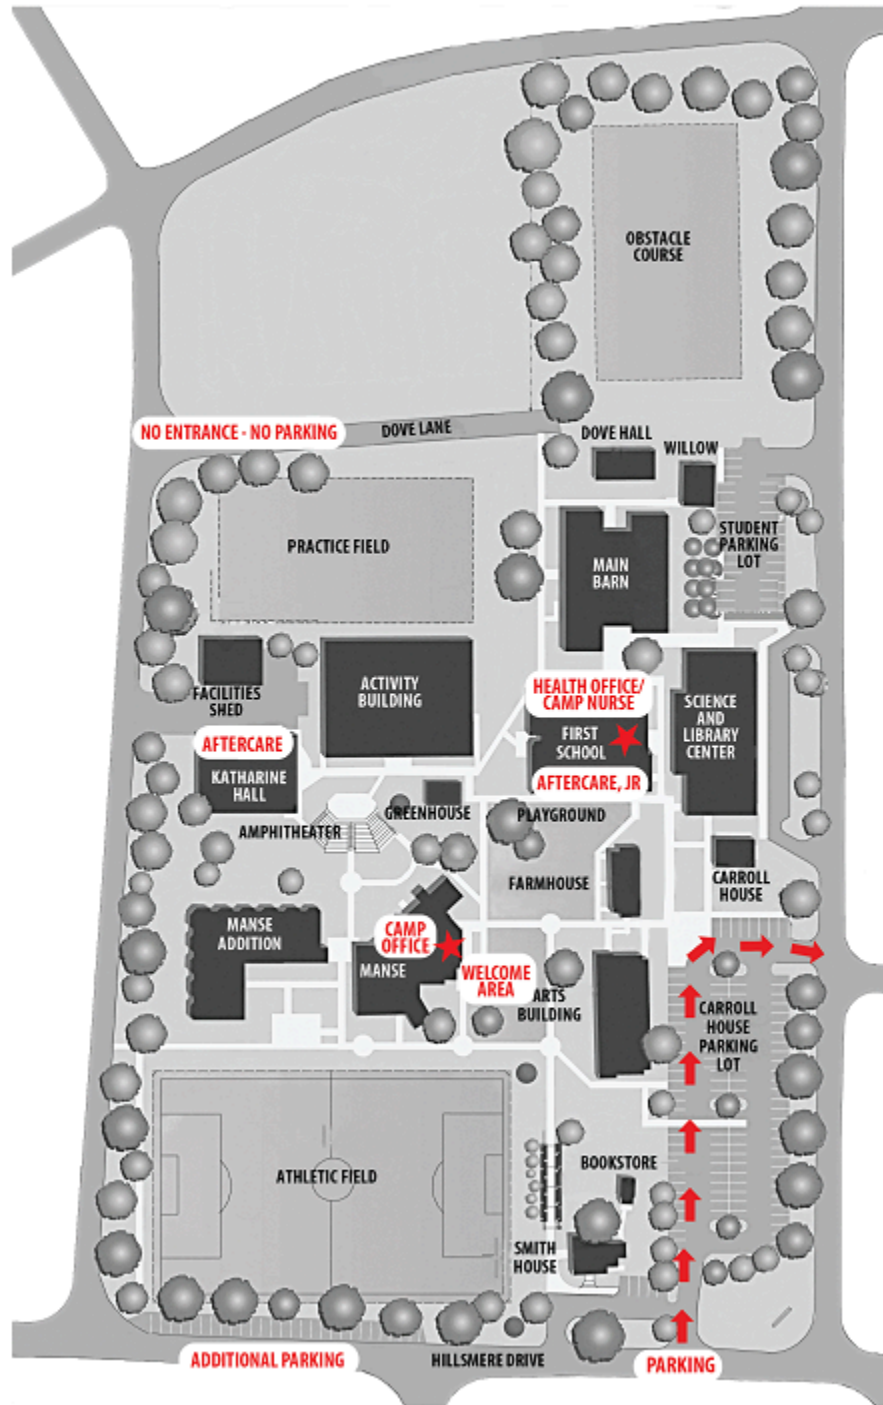 OBSTACLE
COURSE
NO ENTRANCE - NO PARKING
DOVE LANE
DOVE HALL
WILLOW
STUDENT
PARKING
LOT
PRACTICE FIELD
MAIN
BARN
FACILITIES
SHED
ACTIVITY
BUILDING
HEALTH OFFICE/
CAMP NURSE
FIRST
SCHOOL
SCIENCE
AND
LIBRARY
CENTER
AFTERCARE
KATHARINE
HALL
AFTERCARE, JR
GREENHOUSE
PLAYGROUND
AMPHITHEATER
FARMHOUSE
CARROLL
HOUSE
MANSE
ADDITION
CAMP
OFFICE
MANSE
WELCOME
AREA
ARTS
BUILDING
CARROLL
HOUSE
PARKING
LOT
ATHLETIC FIELD
BOOKSTORE
SMITH
HOUSE
ADDITIONAL PARKING
HILLSMERE DRIVE
PARKING